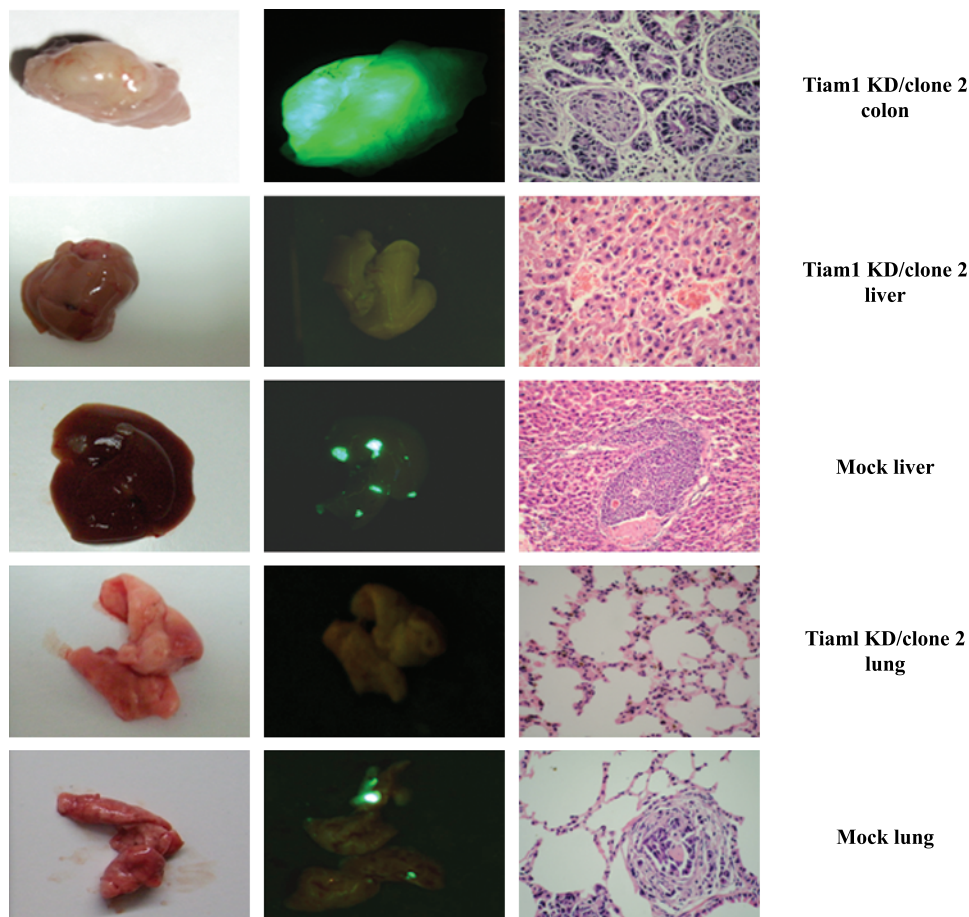 Tiam1 KD/clone 2
colon
Tiam1 KD/clone 2
liver
Mock liver
Tiaml KD/clone 2
lung
Mock lung